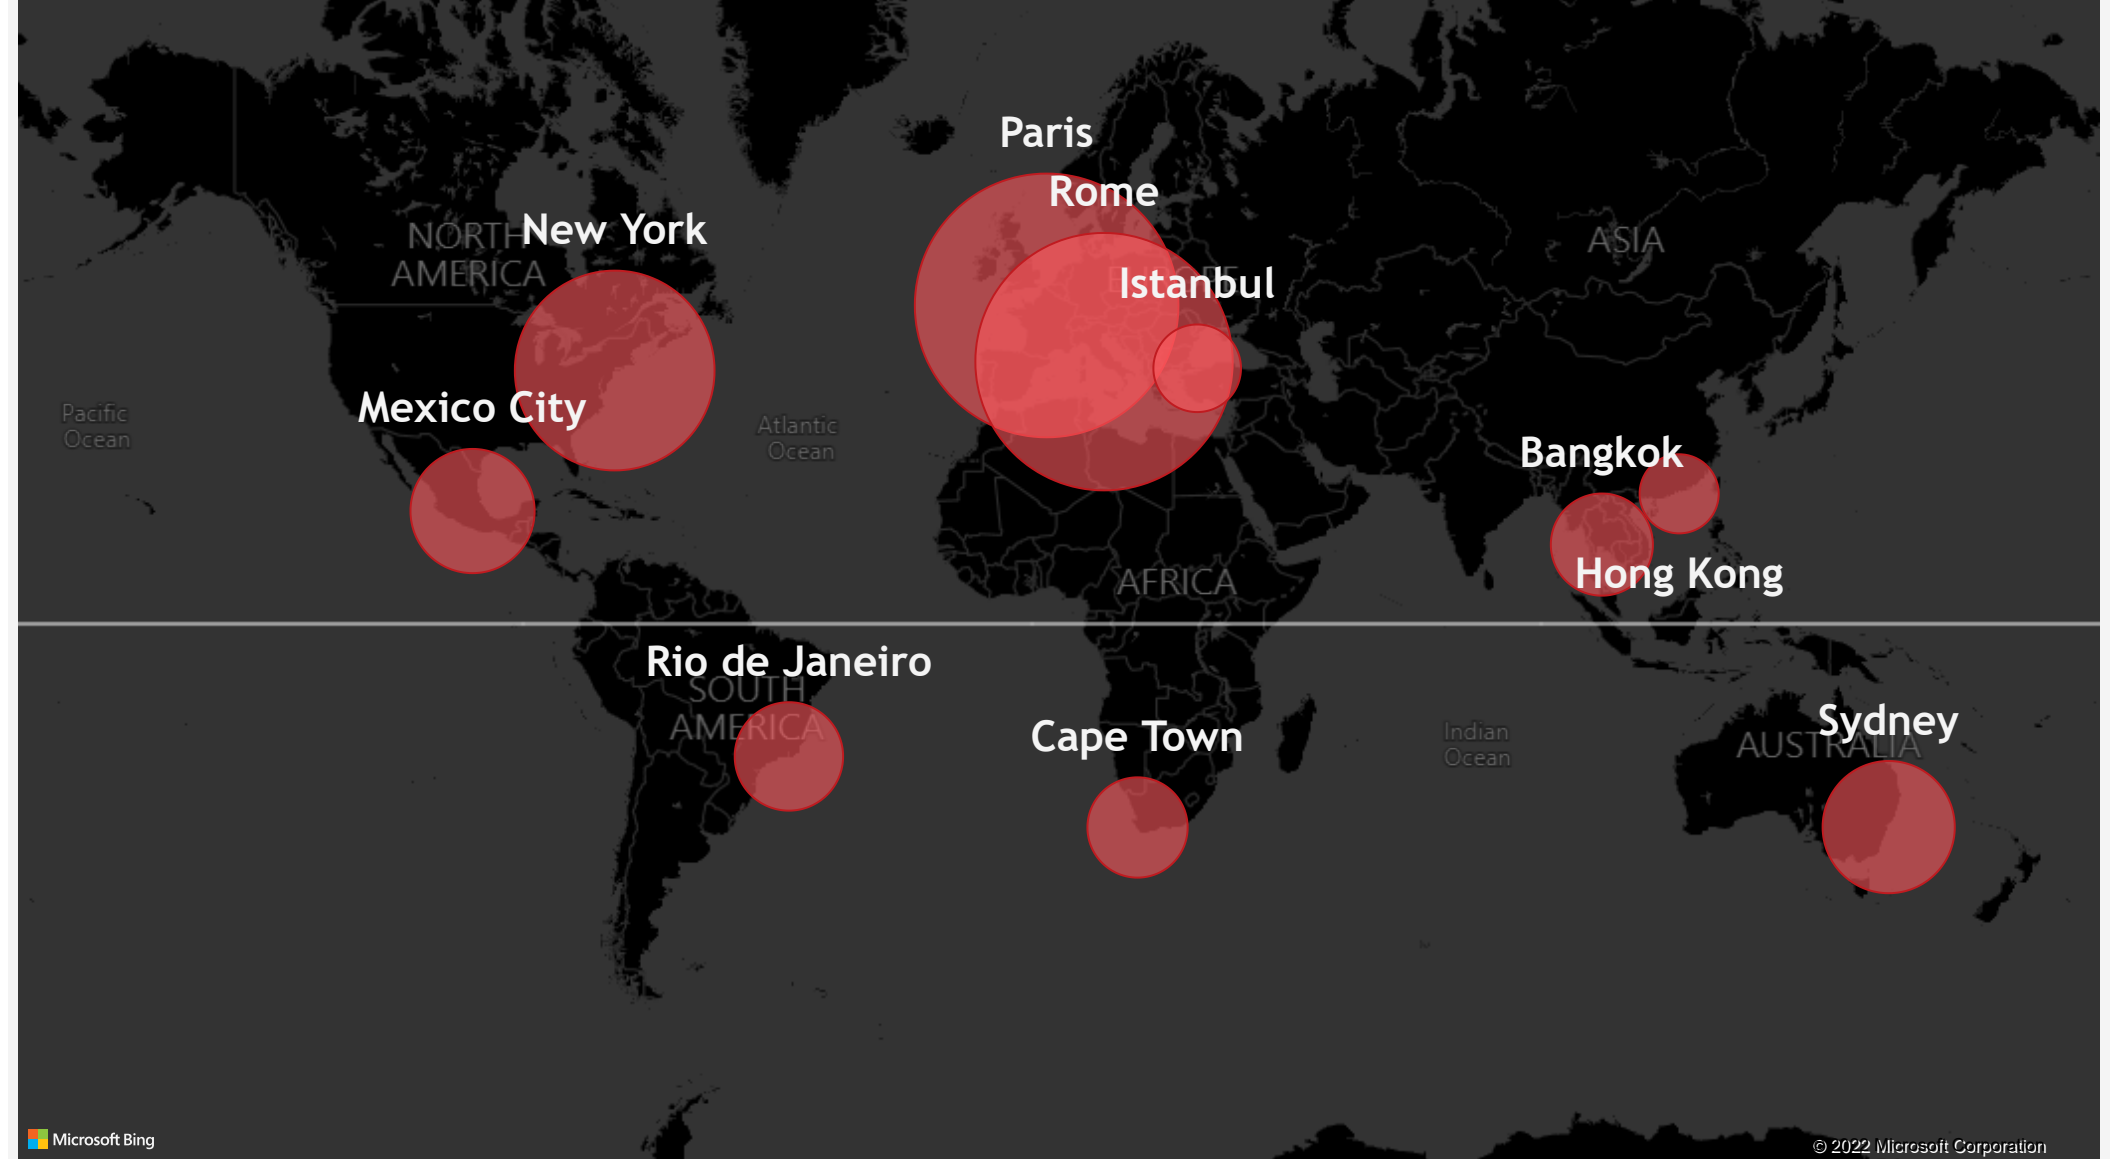 Paris
Rome
New York
NORTH
AMERICA
ASIA
Istanbul
Mexico City
Pacific
Ocean
Atlantic
Ocean
Bangkok
Hong Kong
AFRICA
Rio de Janeiro
SOUTH
AMERICA
Cape Town
Indian
Ocean
Sydney
AUSTRALIA
Microsoft Bing
© 2022 Microsoft Corporation